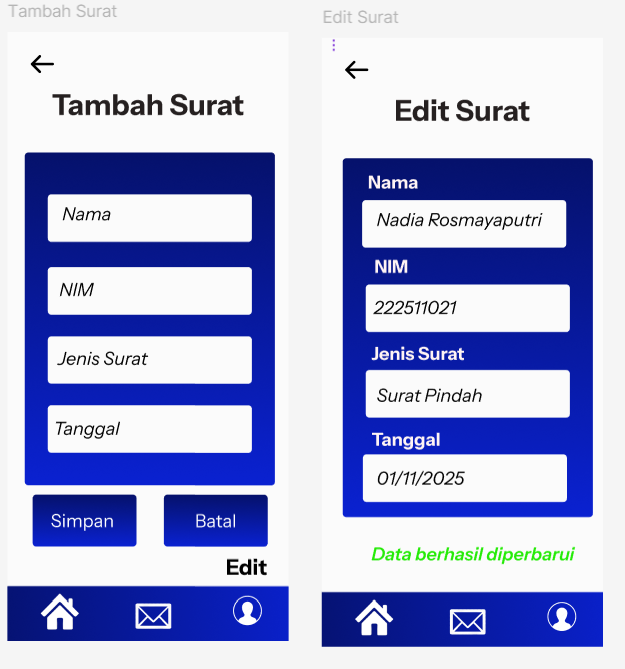 Tambah Surat
Tambah Surat
Nama
NIM
Jenis Surat
Tanggal
Simpan
Batal
Edit
Edit Surat
Edit Surat
Nama
Nadia Rosmayaputri
NIM
222511021
Jenis Surat
Surat Pindah
Tanggal
01/11/2025
Data berhasil diperbarui